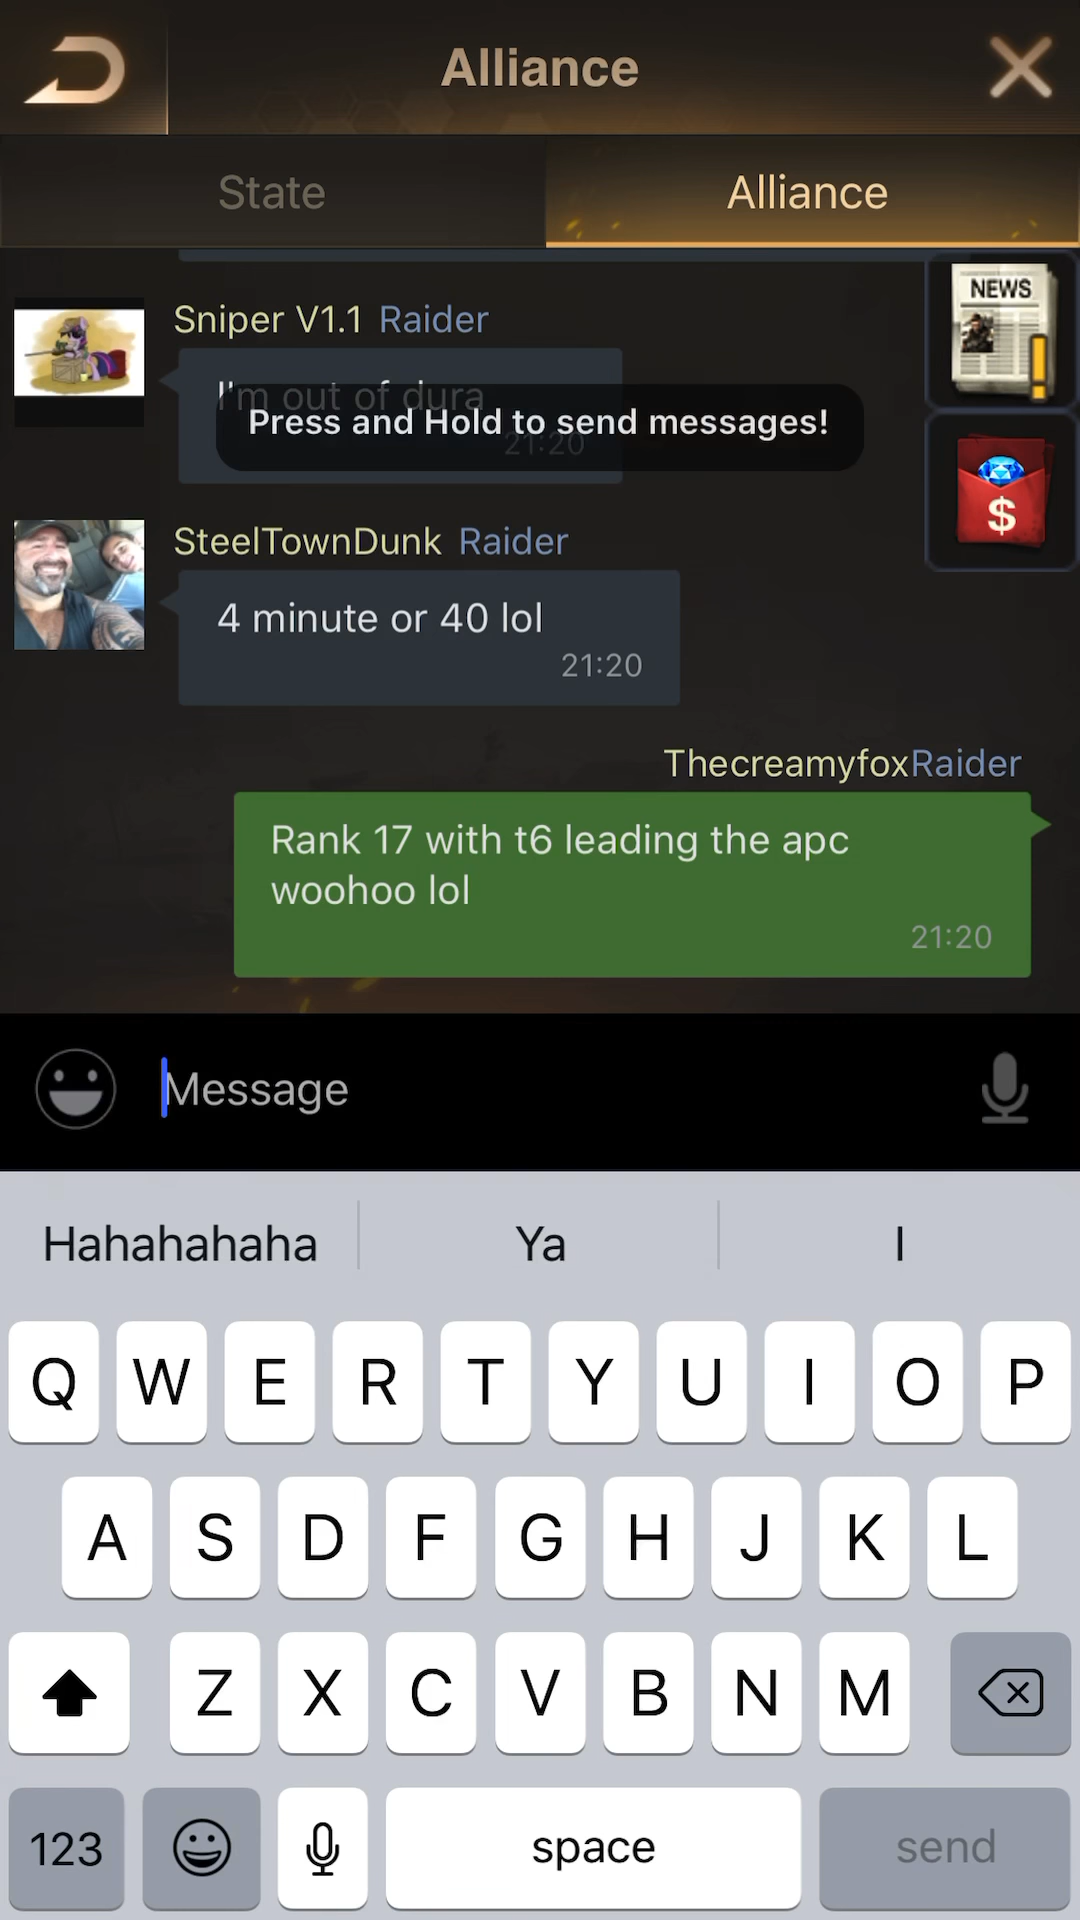 Alliance
State
Alliance
NEWS
Sniper V1.1 Raider
I'm out of dura
Press and Hold to send messages!
21:20
$
SteelTownDunk Raider
4 minute or 40 lol
21:20
ThecreamyfoxRaider
Rank 17 with t6 leading the apc
woohoo lol
21:20
Message
Hahahahaha Ya I
Q W E R T Y U I O P
A S D F G H J K L
Z X C V B N M
123 space send